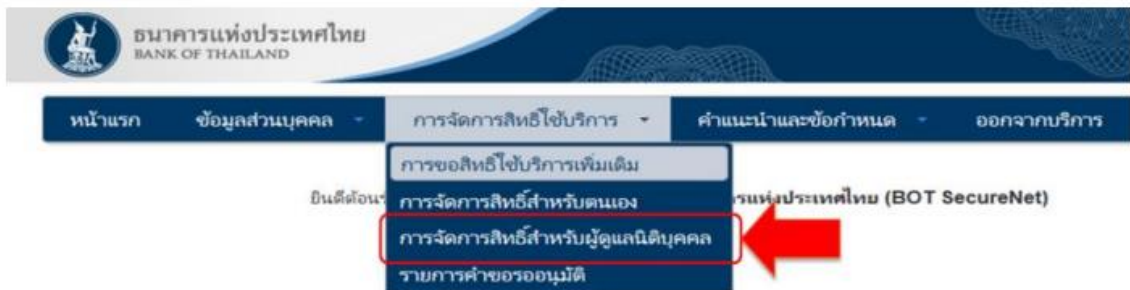 ธนาคารแห่งประเทศไทย
BANK OF THAILAND
หน้าแรก ข้อมูลส่วนบุคคล การจัดการสิทธิ์ใช้บริการ คำแนะนำและข้อกำหนด ออกจากบริการ
การขอสิทธิ์ใช้บริการเพิ่มเติม
ยินดีต้อนร
การจัดการสิทธิ์สำหรับตนเอง
รแห่งประเทศไทย (BOT SecureNet)
การจัดการสิทธิ์สำหรับผู้ดูแลนิติบุคคล
รายการคำขอรออนุมัติ